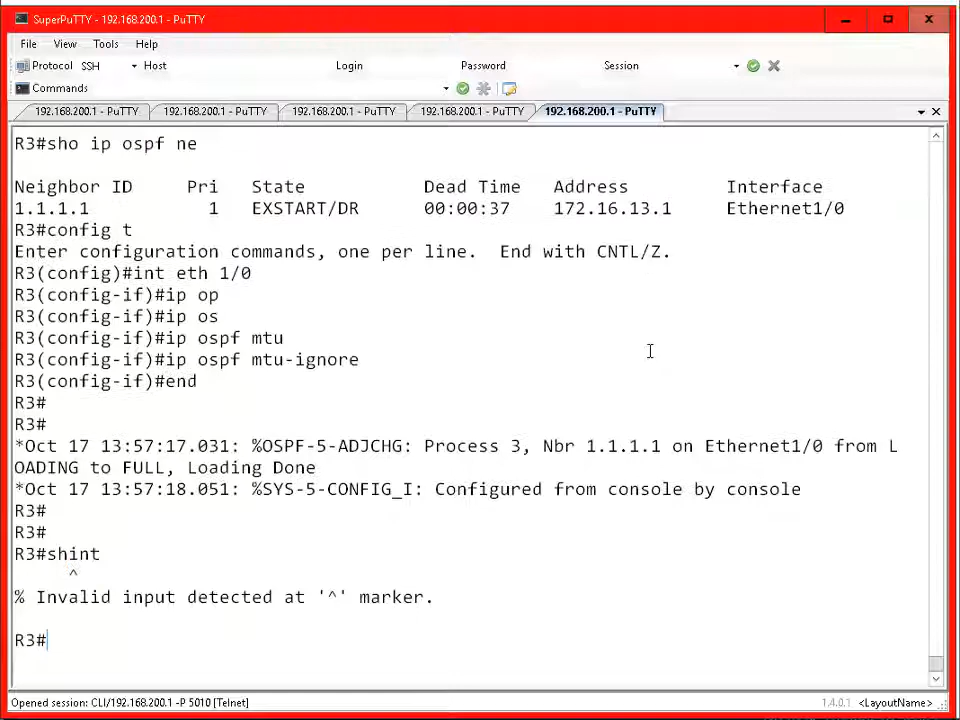 SuperPuTTY - 192.168.200.1 - PuTTY
File View Tools Help
Protocol SSH Host Login Password Session
Commands
192.168.200.1 - PuTTY 192.168.200.1 - PuTTY 192.168.200.1 - PuTTY 192.168.200.1 - PuTTY 192.168.200.1 - PuTTY
R3#sho ip ospf ne
Neighbor ID Pri State Dead Time Address Interface
1.1.1.1 1 EXSTART/DR 00:00:37 172.16.13.1 Ethernet1/0
R3#config t
Enter configuration commands, one per line. End with CNTL/Z.
R3(config)#int eth 1/0
R3(config-if)#ip op
R3(config-if)#ip os
R3(config-if)#ip ospf mtu
R3(config-if)#ip ospf mtu-ignore
R3(config-if)#end
R3#
R3#
*Oct 17 13:57:17.031: %OSPF-5-ADJCHG: Process 3, Nbr 1.1.1.1 on Ethernet1/0 from L
OADING to FULL, Loading Done
*Oct 17 13:57:18.051: %SYS-5-CONFIG_I: Configured from console by console
R3#
R3#
R3#shint
^
% Invalid input detected at '^' marker.
R3#
Opened session: CLI/192.168.200.1 -P 5010 [Telnet] 1.4.0.1 <LayoutName>